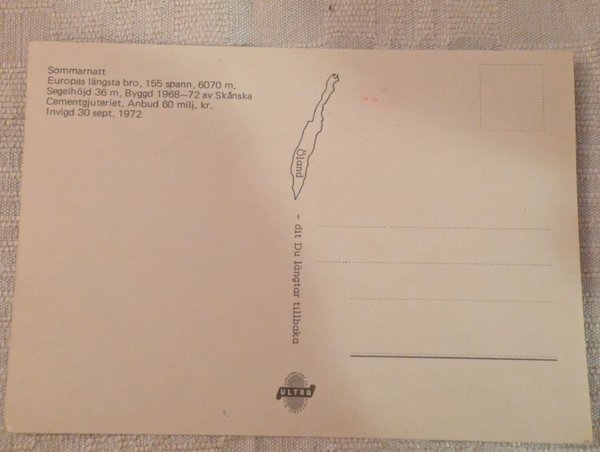 Sommarnatt
Europas längsta bro, 155 spann, 6070 m.
Segelhöjd 36 m. Byggd 1968—72 av Skånska
Cementgjuteriet. Anbud 60 milj. kr.
Invigd 30 sept. 1972
Öland
- dit Du längtar tillbaka
ULTRA